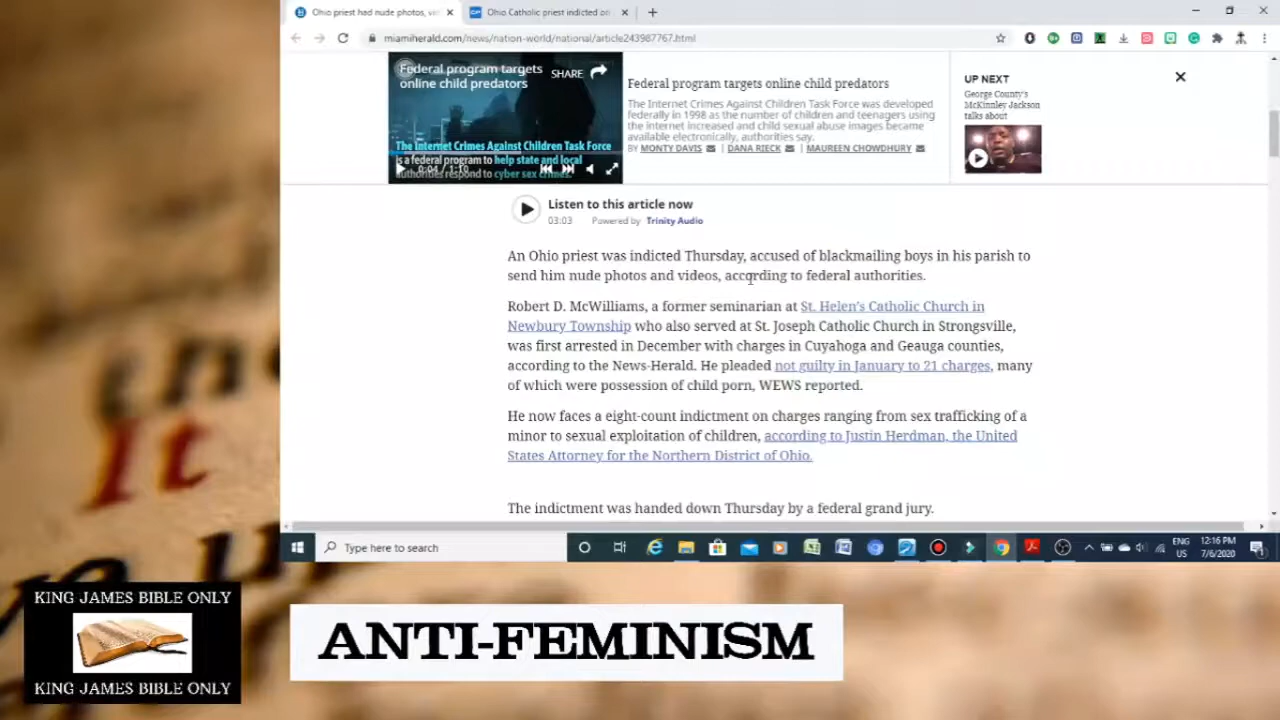 Ohio priest had nude photos, vi
Ohio Catholic priest indicted on
miamiherald.com/news/nation-world/national/article243987767.html
Federal program targets
online child predators
SHARE
The Internet Crimes Against Children Task Force
is a federal program to help state and local
authorities respond to cyber sex crimes.
0:04 / 1:19
Federal program targets online child predators
The Internet Crimes Against Children Task Force was developed
federally in 1998 as the number of children and teenagers using
the internet increased and child sexual abuse images became
available electronically, authorities say.
BY MONTY DAVIS | DANA RIECK | MAUREEN CHOWDHURY
UP NEXT
George County's
McKinnley Jackson
talks about
Listen to this article now
03:03 Powered by Trinity Audio
An Ohio priest was indicted Thursday, accused of blackmailing boys in his parish to
send him nude photos and videos, according to federal authorities.
Robert D. McWilliams, a former seminarian at St. Helen's Catholic Church in
Newbury Township who also served at St. Joseph Catholic Church in Strongsville,
was first arrested in December with charges in Cuyahoga and Geauga counties,
according to the News-Herald. He pleaded not guilty in January to 21 charges, many
of which were possession of child porn, WEWS reported.
He now faces a eight-count indictment on charges ranging from sex trafficking of a
minor to sexual exploitation of children, according to Justin Herdman, the United
States Attorney for the Northern District of Ohio.
The indictment was handed down Thursday by a federal grand jury.
Type here to search
ENG
US
12:16 PM
7/6/2020
It
KING JAMES BIBLE ONLY
KING JAMES BIBLE ONLY
ANTI-FEMINISM